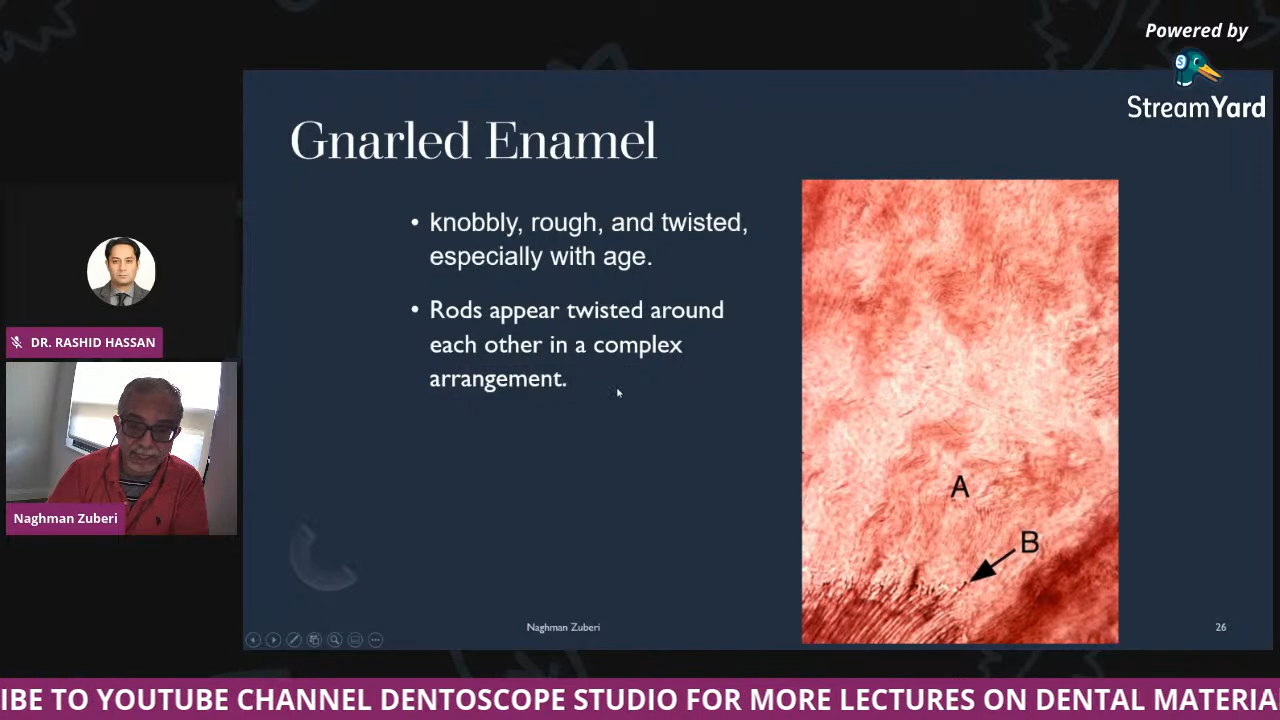 Powered by
StreamYard
Gnarled Enamel
• knobbly, rough, and twisted,
especially with age.
• Rods appear twisted around
each other in a complex
arrangement.
A
B
DR. RASHID HASSAN
Naghman Zuberi
Naghman Zuberi
26
IBE TO YOUTUBE CHANNEL DENTOSCOPE STUDIO FOR MORE LECTURES ON DENTAL MATERIA